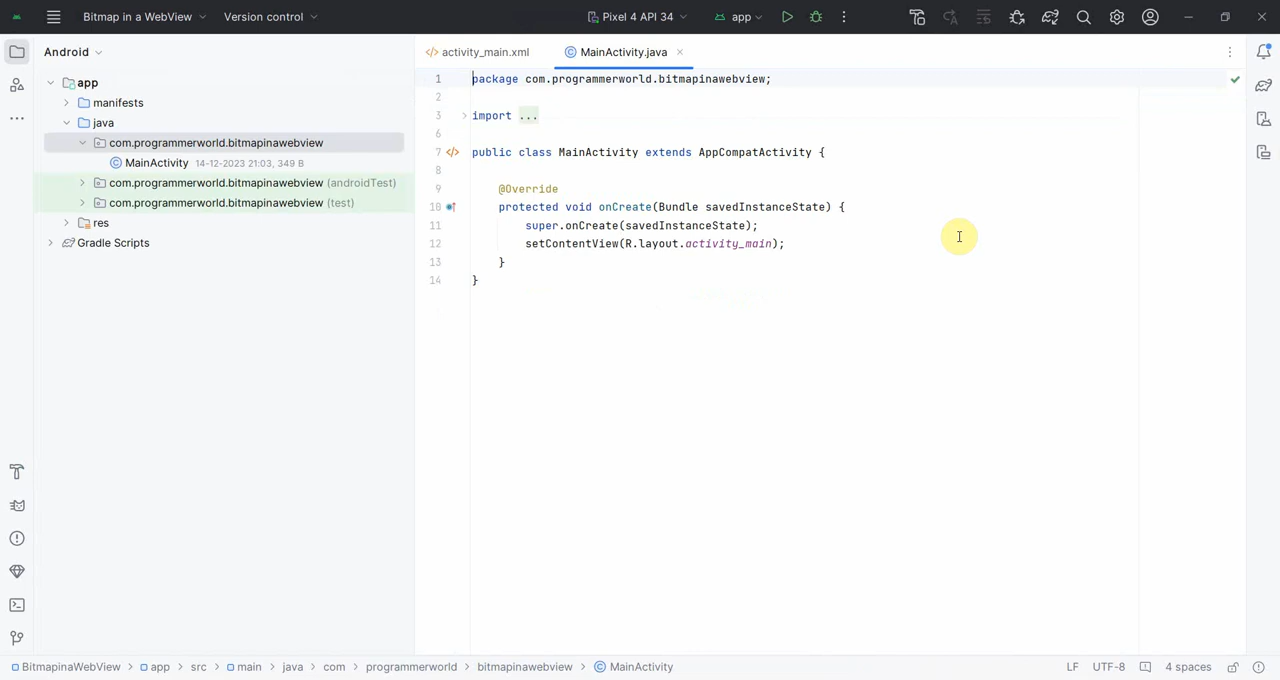 Bitmap in a WebView Version control Pixel 4 API 34 app
Android
activity_main.xml MainActivity.java
app
manifests
java
com.programmerworld.bitmapinawebview
MainActivity 14-12-2023 21:03, 349 B
com.programmerworld.bitmapinawebview (androidTest)
com.programmerworld.bitmapinawebview (test)
res
Gradle Scripts
1 package com.programmerworld.bitmapinawebview;
2
3 import ...
6
7 public class MainActivity extends AppCompatActivity {
8
9 @Override
10 protected void onCreate(Bundle savedInstanceState) {
11 super.onCreate(savedInstanceState);
12 setContentView(R.layout.activity_main);
13 }
14 }
BitmapinaWebView > app > src > main > java > com > programmerworld > bitmapinawebview > MainActivity LF UTF-8 4 spaces